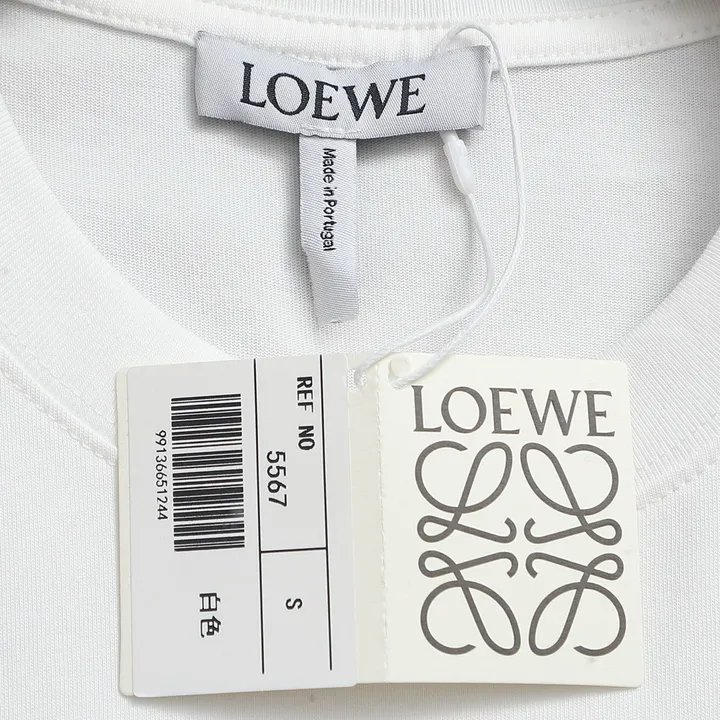 LOEWE
Made in Portugal
REF NO
5567
S
99136651244
白色
LOEWE